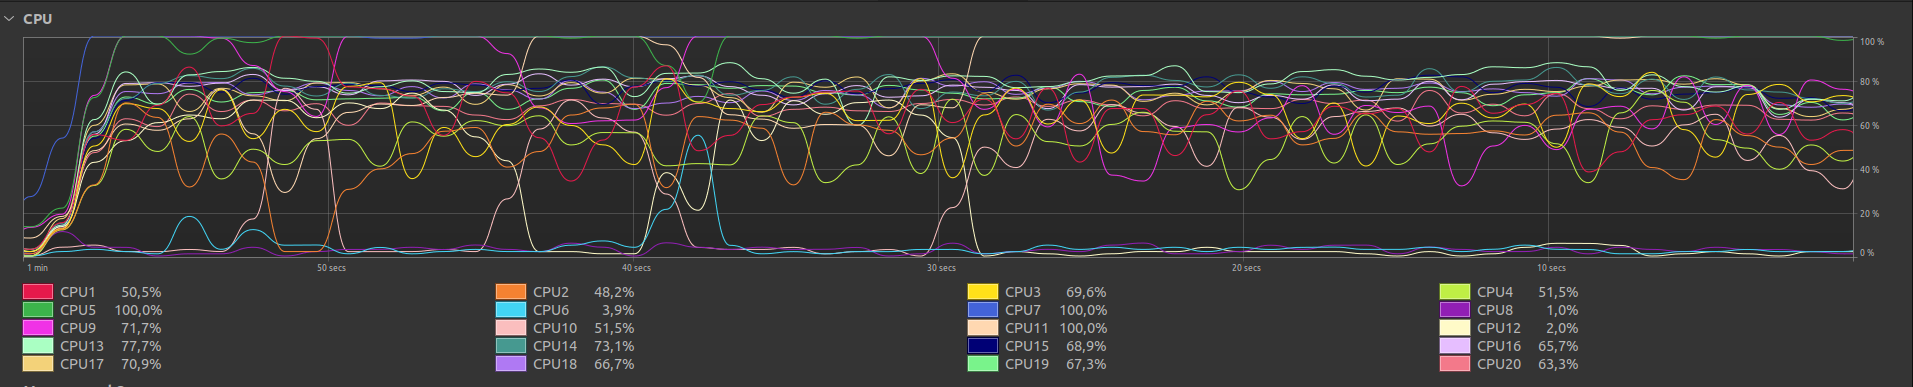 CPU
100 %
80 %
60 %
40 %
20 %
0 %
1 min 50 secs 40 secs 30 secs 20 secs 10 secs
CPU1 50,5% CPU2 48,2% CPU3 69,6% CPU4 51,5%
CPU5 100,0% CPU6 3,9% CPU7 100,0% CPU8 1,0%
CPU9 71,7% CPU10 51,5% CPU11 100,0% CPU12 2,0%
CPU13 77,7% CPU14 73,1% CPU15 68,9% CPU16 65,7%
CPU17 70,9% CPU18 66,7% CPU19 67,3% CPU20 63,3%